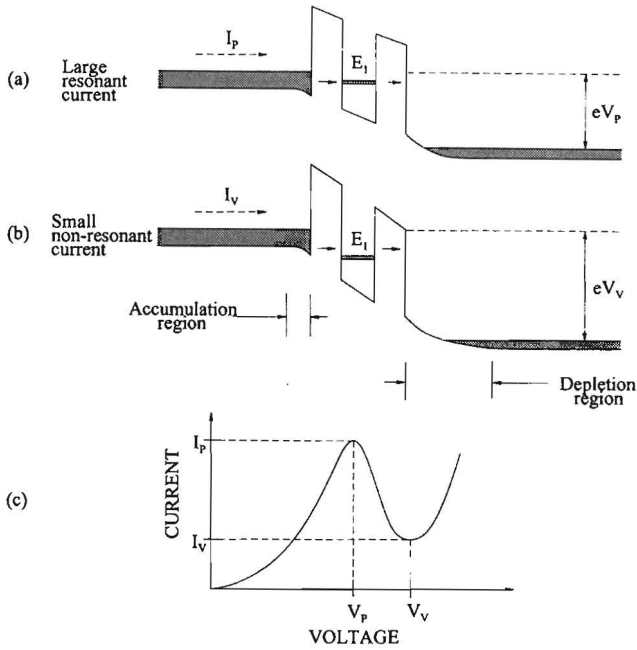 (a)
Large
resonant
current
I_P
E_1
eV_P
(b)
Small
non-resonant
current
I_V
E_1
eV_V
Accumulation
region
Depletion
region
(c)
CURRENT
I_P
I_V
V_P
V_V
VOLTAGE